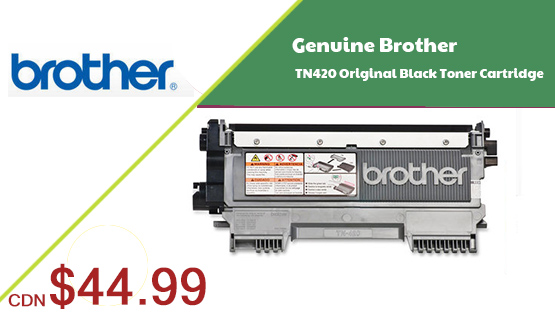 brother®
Genuine Brother
TN420 Original Black Toner Cartridge
brother
CDN $44.99